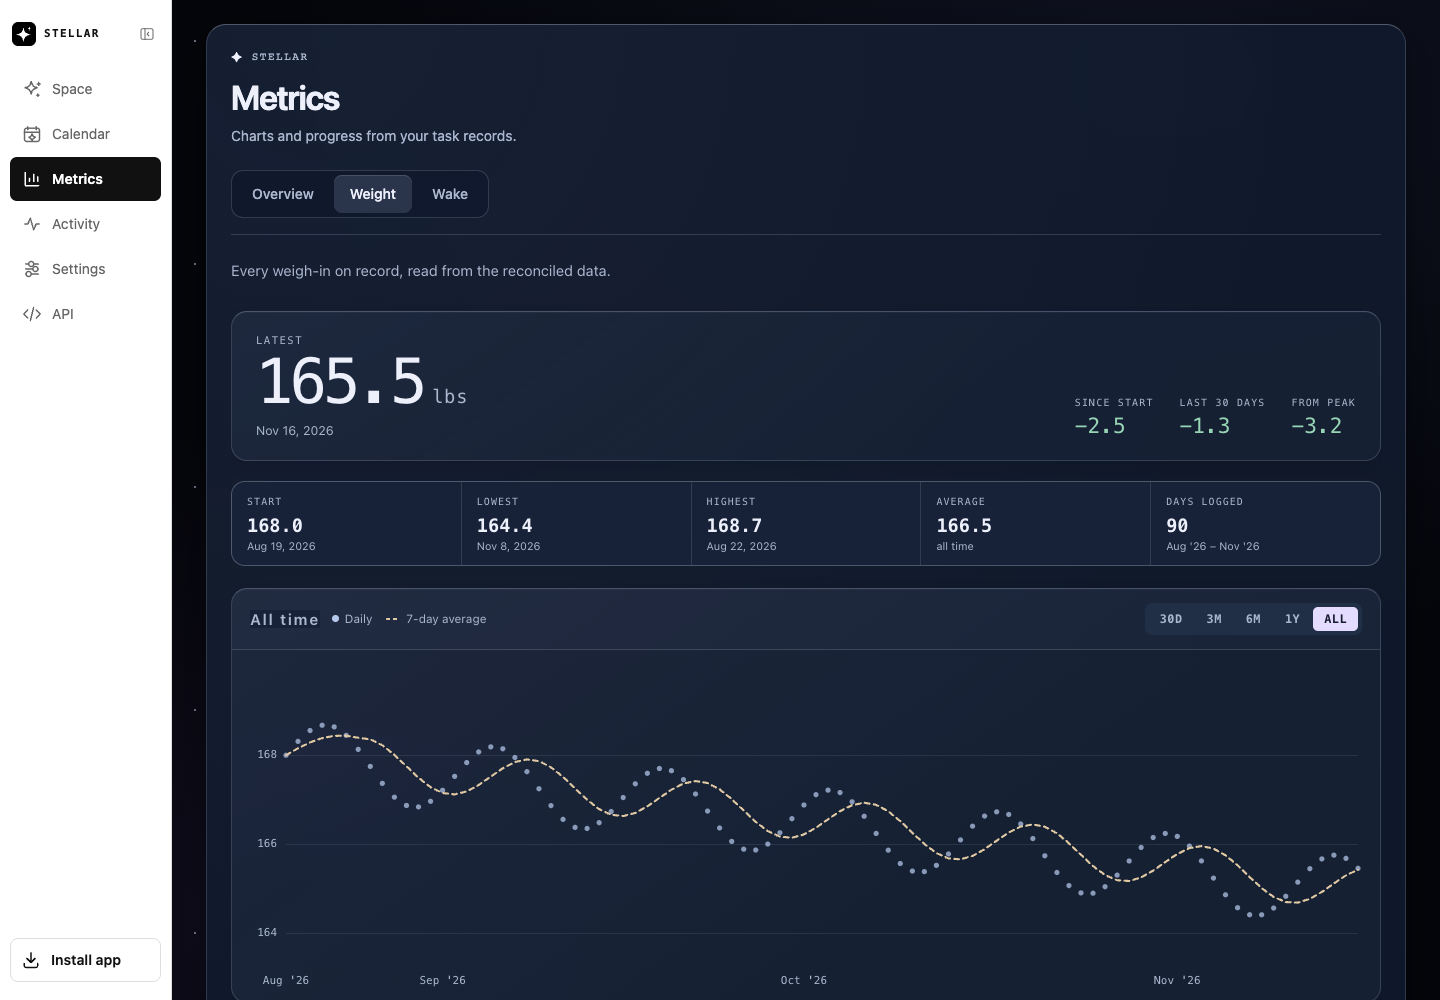 STELLAR
Space
Calendar
Metrics
Activity
Settings
API
Install app
STELLAR
Metrics
Charts and progress from your task records.
Overview Weight Wake
Every weigh-in on record, read from the reconciled data.
LATEST
165.5 lbs
Nov 16, 2026
SINCE START LAST 30 DAYS FROM PEAK
−2.5 −1.3 −3.2
START LOWEST HIGHEST AVERAGE DAYS LOGGED
168.0 164.4 168.7 166.5 90
Aug 19, 2026 Nov 8, 2026 Aug 22, 2026 all time Aug '26 – Nov '26
All time Daily 7-day average 30D 3M 6M 1Y ALL
168
166
164
Aug '26 Sep '26 Oct '26 Nov '26